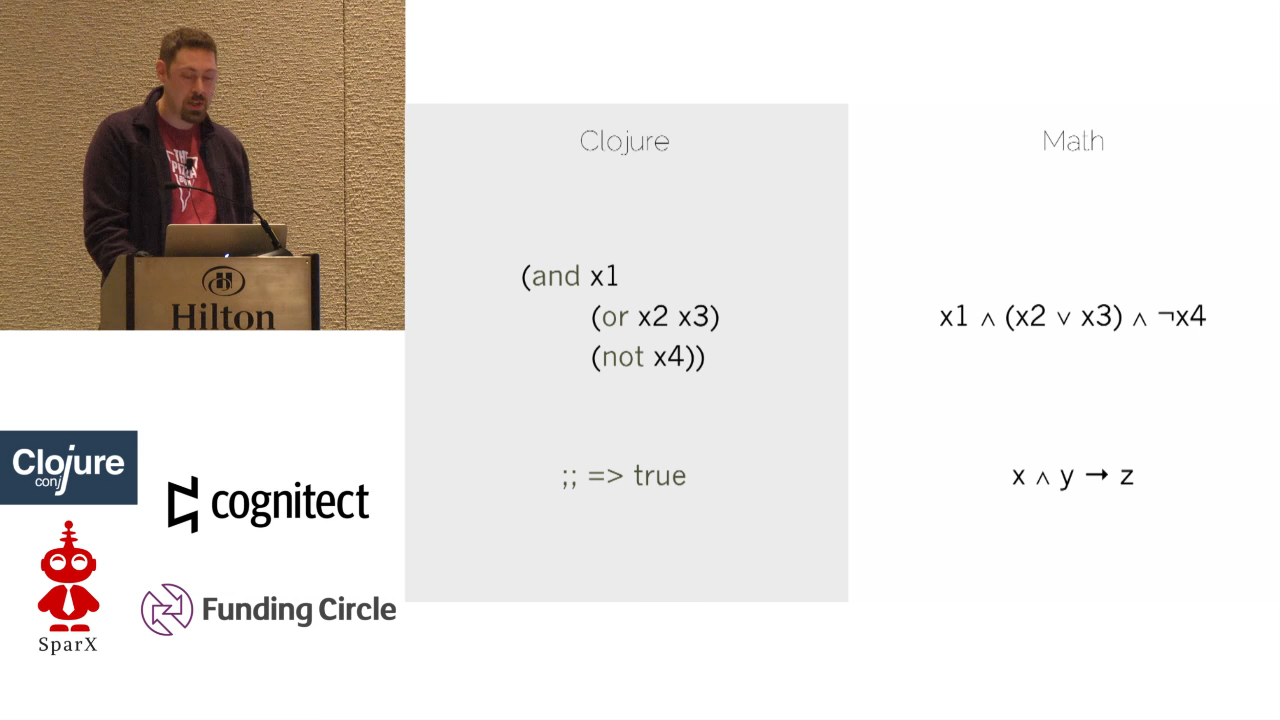 THE
Hilton
Clojure
conj
cognitect
SparX
Funding Circle
Clojure
(and x1
(or x2 x3)
(not x4))
;; => true
Math
x1 ∧ (x2 ∨ x3) ∧ ¬x4
x ∧ y → z